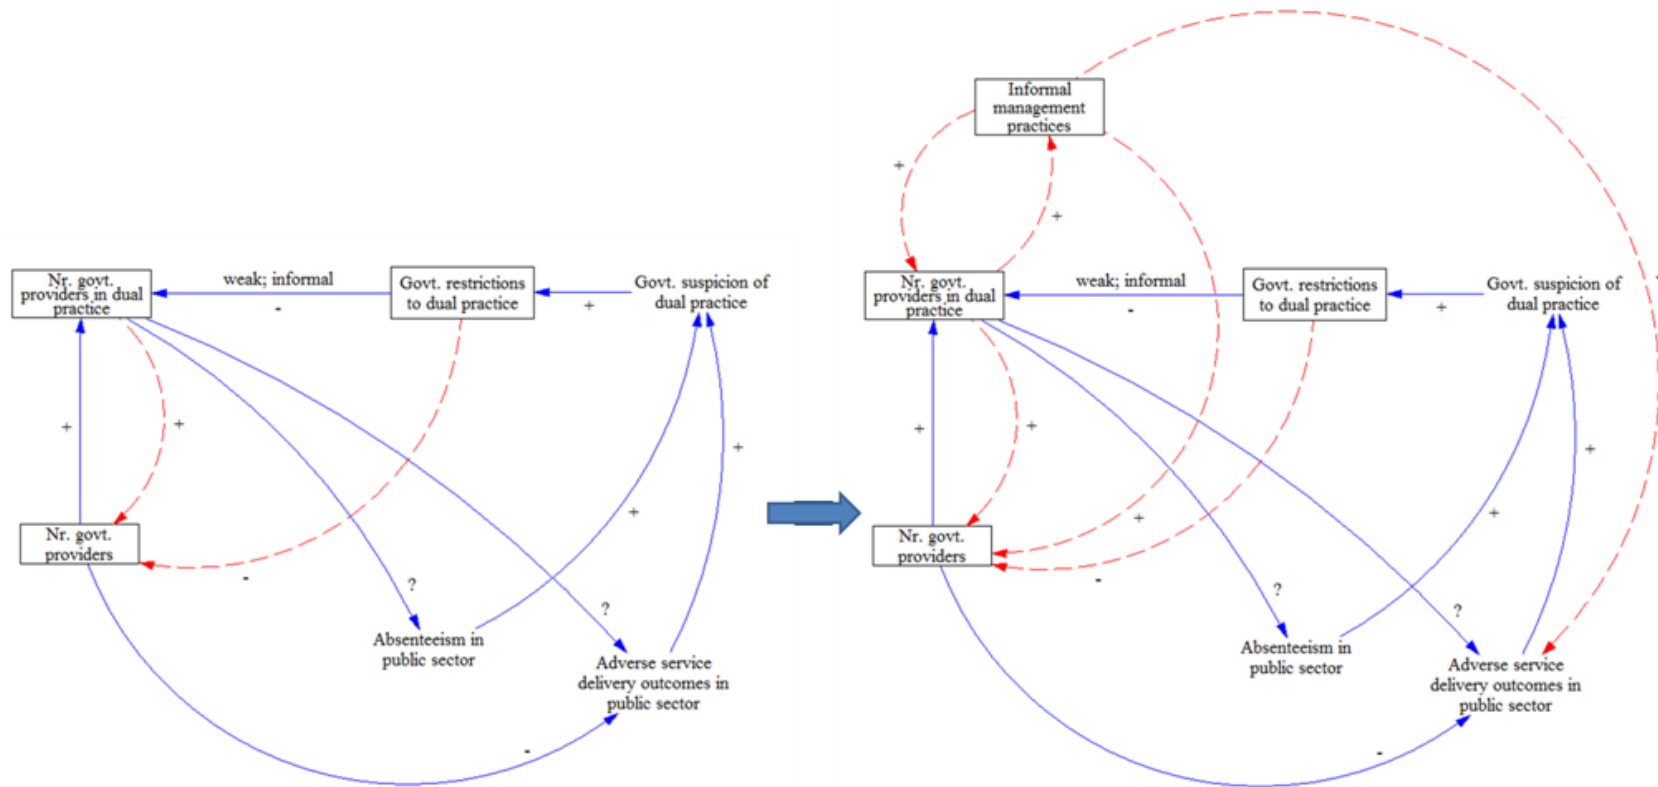 Nr. govt.
providers in dual
practice
weak; informal
-
Govt. restrictions
to dual practice
+
Govt. suspicion of
dual practice
+
+
+
+
Nr. govt.
providers
-
?
?
Absenteeism in
public sector
Adverse service
delivery outcomes in
public sector
-
Informal
management
practices
+
+
-
Nr. govt.
providers in dual
practice
weak; informal
-
Govt. restrictions
to dual practice
+
Govt. suspicion of
dual practice
+
+
+
+
+
Nr. govt.
providers
-
?
?
Absenteeism in
public sector
Adverse service
delivery outcomes in
public sector
-